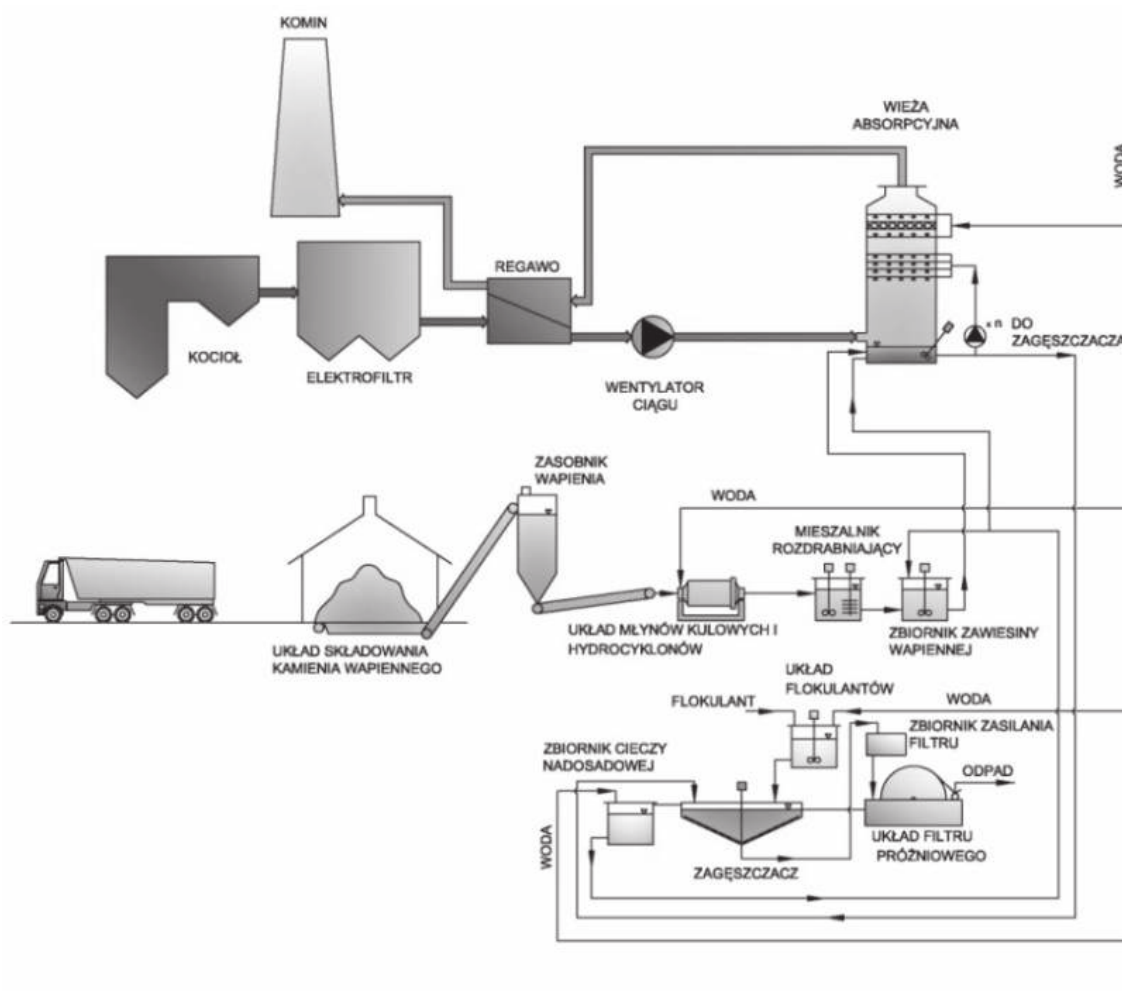 KOMIN
WIEŻA
ABSORPCYJNA
WODA
REGAWO
KOCIOŁ
ELEKTROFILTR
WENTYLATOR
CIĄGU
x n
DO
ZAGĘSZCZACZA
ZASOBNIK
WAPIENIA
WODA
MIESZALNIK
ROZDRABNIAJĄCY
UKŁAD SKŁADOWANIA
KAMIENIA WAPIENNEGO
UKŁAD MŁYNÓW KULOWYCH I
HYDROCYKLONÓW
ZBIORNIK ZAWIESINY
WAPIENNEJ
UKŁAD
FLOKULANTÓW
FLOKULANT
WODA
ZBIORNIK ZASILANIA
FILTRU
ZBIORNIK CIECZY
NADOSADOWEJ
ODPAD
WODA
UKŁAD FILTRU
PRÓŻNIOWEGO
ZAGĘSZCZACZ